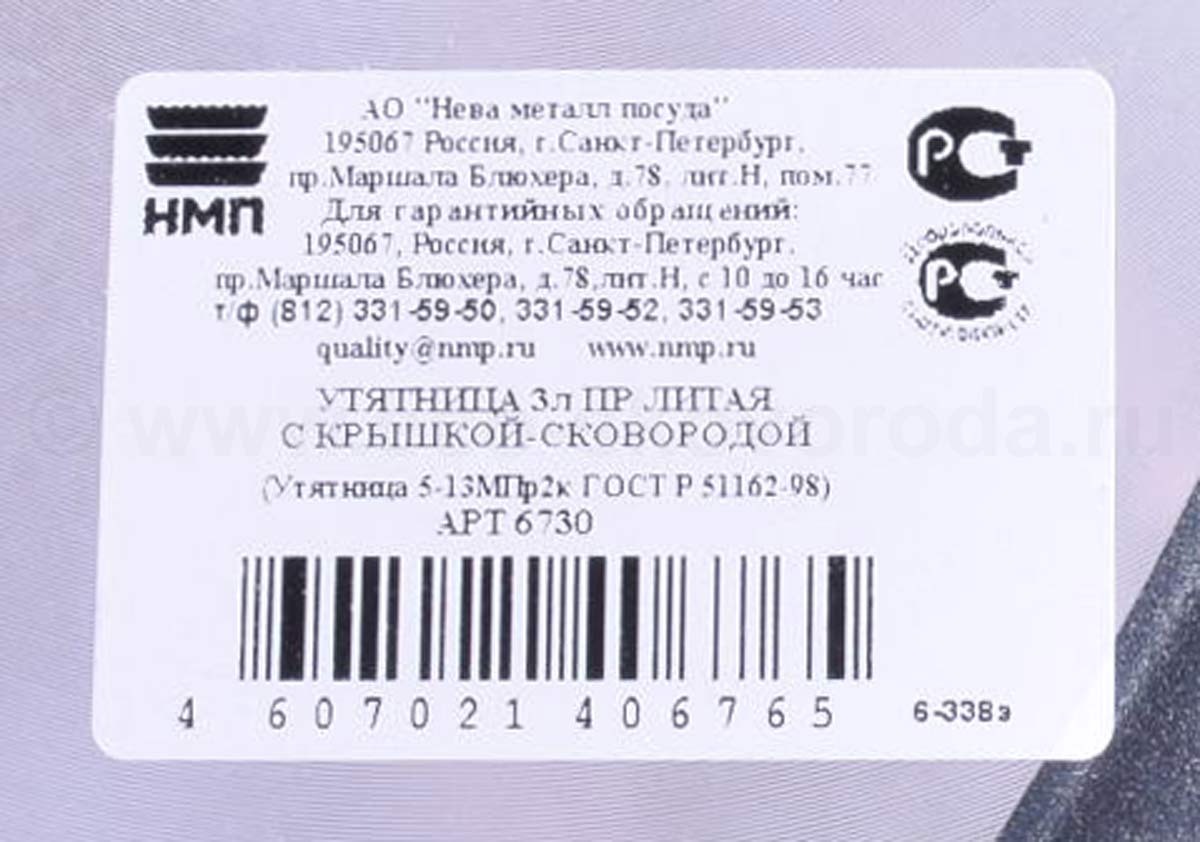 АО "Нева металл посуда"
195067 Россия, г.Санкт-Петербург,
пр.Маршала Блюхера, д.78, лит.Н, пом.77
НМП
Для гарантийных обращений:
195067, Россия, г.Санкт-Петербург,
пр.Маршала Блюхера, д.78,лит.Н, с 10 до 16 час
т/ф (812) 331-59-50, 331-59-52, 331-59-53
quality@nmp.ru www.nmp.ru
РСТ
РСТ
УТЯТНИЦА 3л ПР ЛИТАЯ
С КРЫШКОЙ-СКОВОРОДОЙ
(Утятница 5-13МПр2к ГОСТ Р 51162-98)
АРТ 6730
4 607021 406765
6-338э